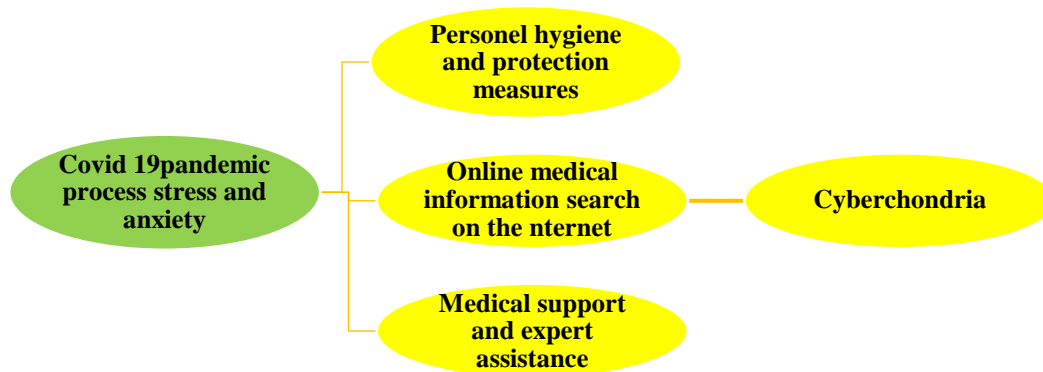 Personel hygiene
and protection
measures
Covid 19pandemic
process stress and
anxiety
Online medical
information search
on the nternet
Cyberchondria
Medical support
and expert
assistance